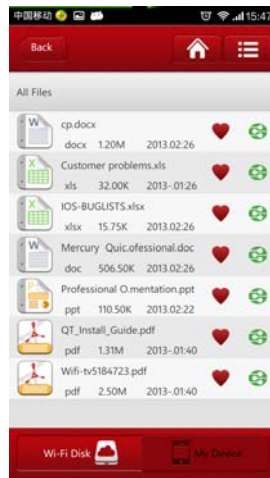 中国移动 15:47
Back
All Files
cp.docx
docx 1.20M 2013.02:26
Customer problems.xls
xls 32.00K 2013-.01:26
IOS-BUGLISTS.xlsx
xlsx 15.75K 2013.02:26
Mercury Quic.ofessional.doc
doc 506.50K 2013.02:26
Professional O.mentation.ppt
ppt 110.50K 2013.02:22
QT_Install_Guide.pdf
pdf 1.31M 2013-.01:40
Wifi-tv5184723.pdf
pdf 2.50M 2013-.01:40
Wi-Fi Disk My Device